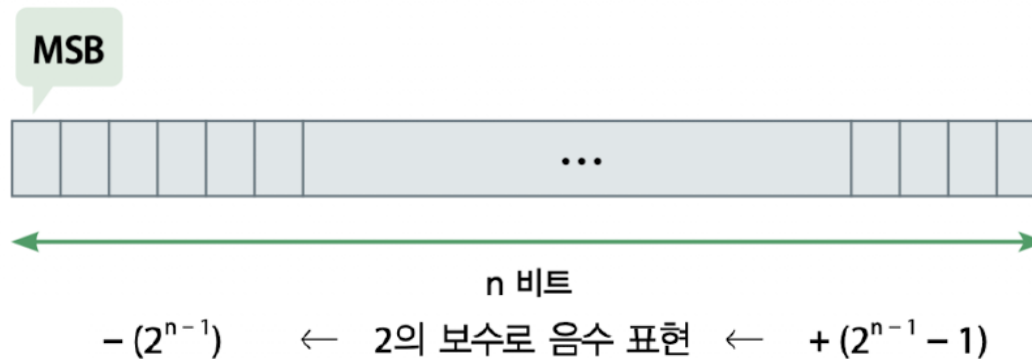 MSB
...
n 비트
– (2ⁿ⁻¹) ← 2의 보수로 음수 표현 ← + (2ⁿ⁻¹ – 1)